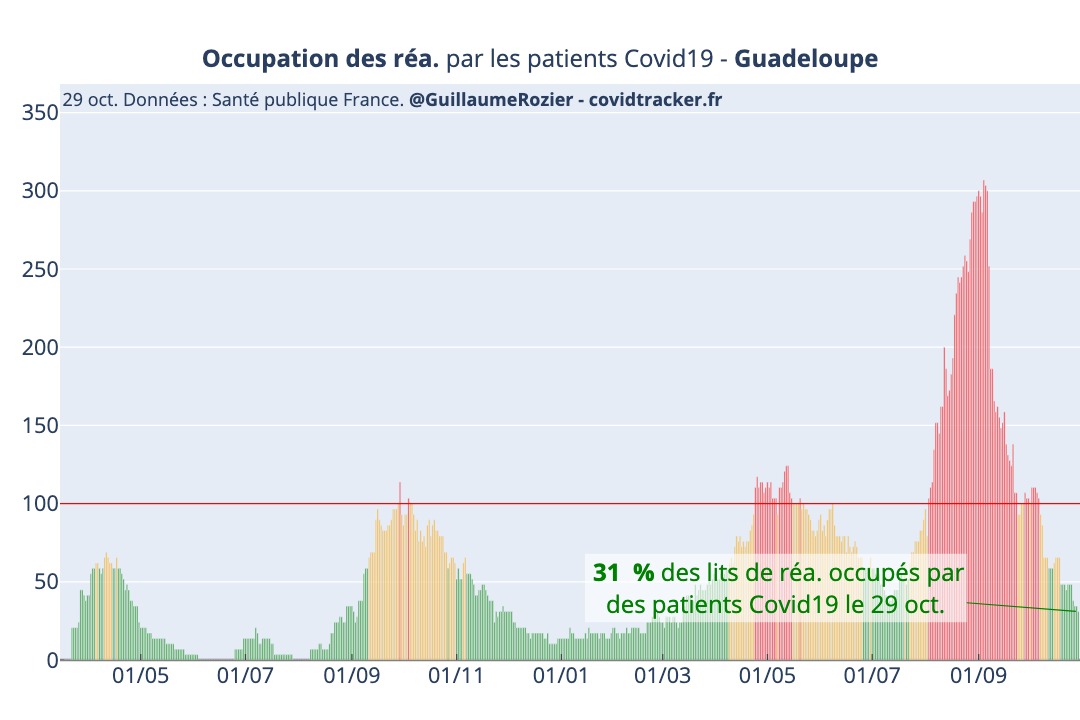 Occupation des réa. par les patients Covid19 - Guadeloupe
29 oct. Données : Santé publique France. @GuillaumeRozier - covidtracker.fr
350
300
250
200
150
100
50
0
31 % des lits de réa. occupés par
des patients Covid19 le 29 oct.
01/05 01/07 01/09 01/11 01/01 01/03 01/05 01/07 01/09